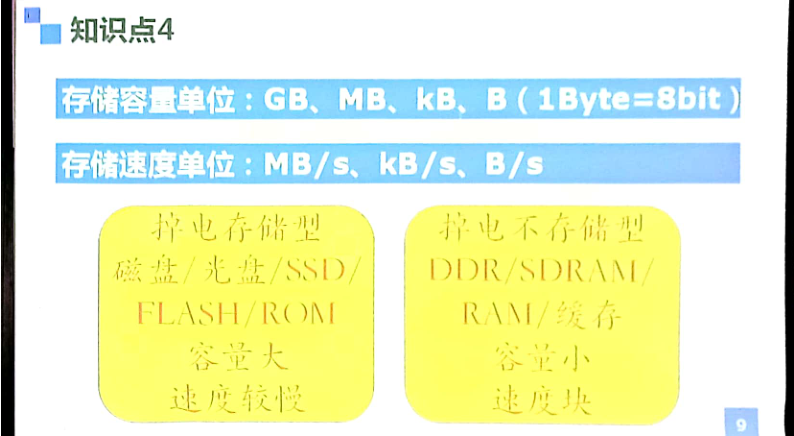 知识点4
存储容量单位：GB、MB、kB、B（1Byte=8bit）
存储速度单位：MB/s、kB/s、B/s
掉电存储型
磁盘/光盘/SSD/
FLASH/ROM
容量大
速度较慢
掉电不存储型
DDR/SDRAM/
RAM/缓存
容量小
速度块
9